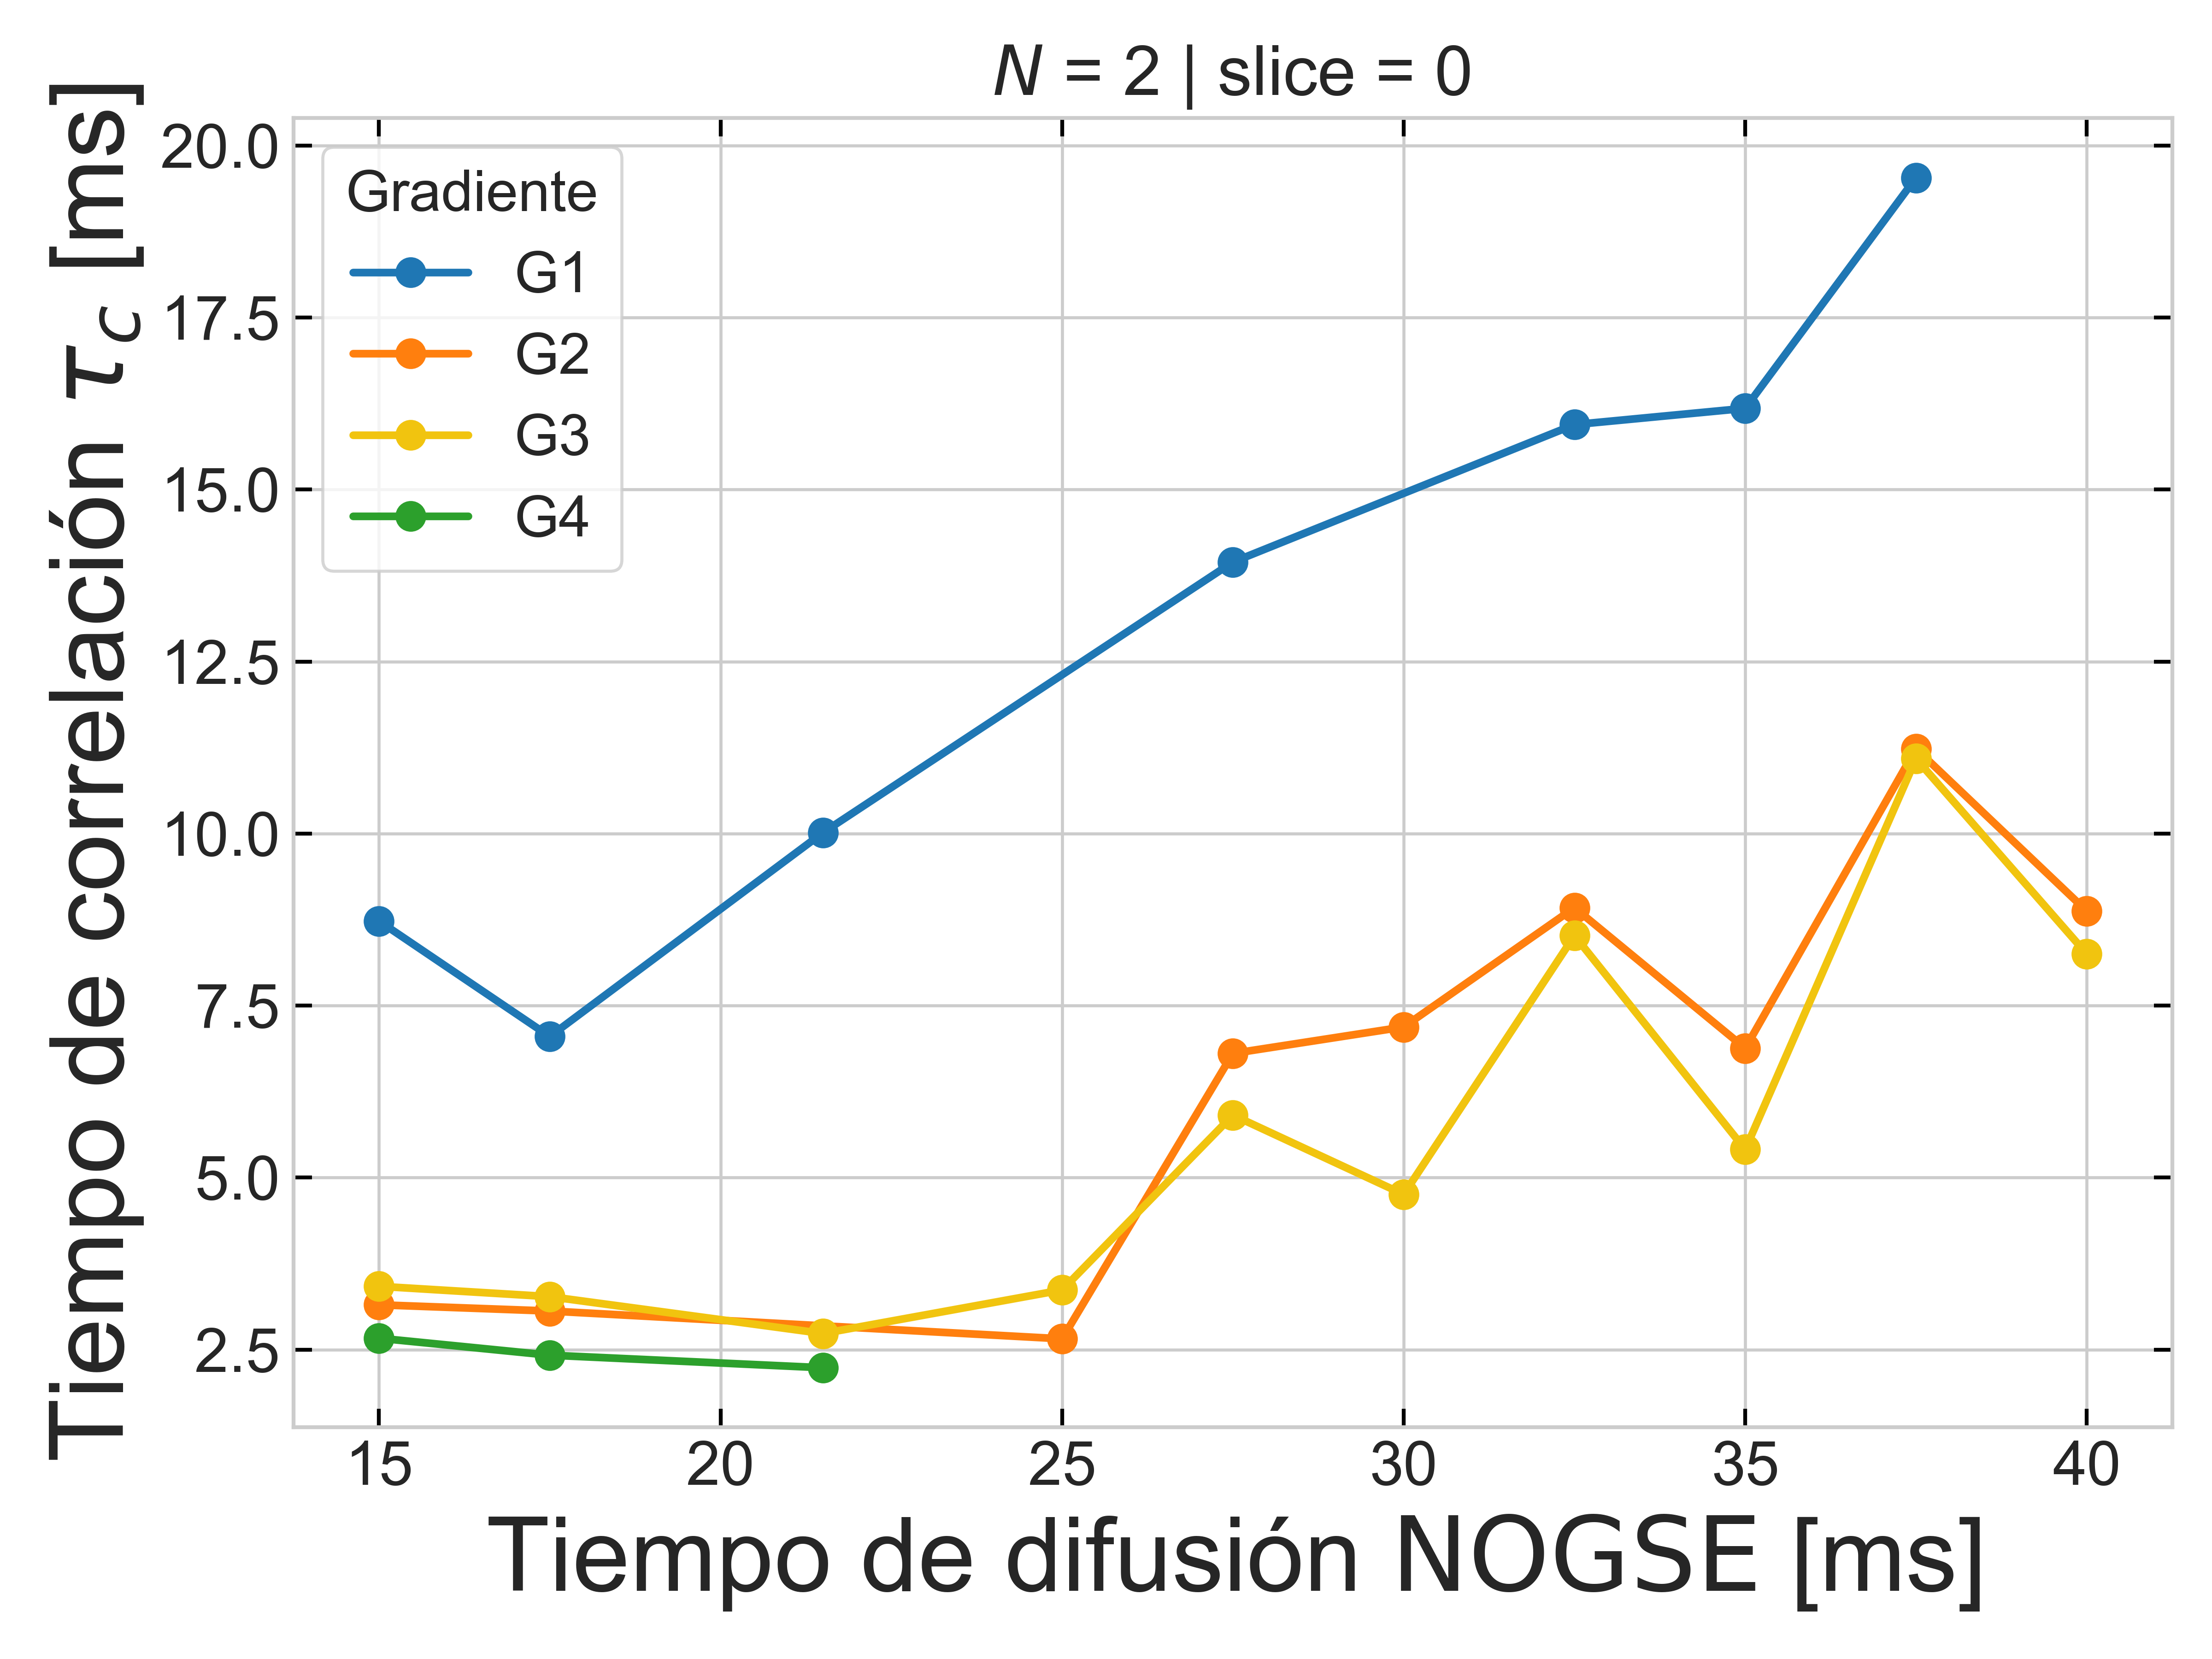 N = 2 | slice = 0
Tiempo de correlación τc [ms]
20.0
17.5
15.0
12.5
10.0
7.5
5.0
2.5
Gradiente
G1
G2
G3
G4
15 20 25 30 35 40
Tiempo de difusión NOGSE [ms]